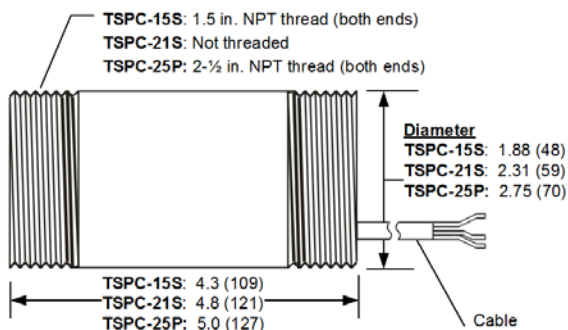 TSPC-15S: 1.5 in. NPT thread (both ends)
TSPC-21S: Not threaded
TSPC-25P: 2-½ in. NPT thread (both ends)
Diameter
TSPC-15S: 1.88 (48)
TSPC-21S: 2.31 (59)
TSPC-25P: 2.75 (70)
TSPC-15S: 4.3 (109)
TSPC-21S: 4.8 (121)
TSPC-25P: 5.0 (127)
Cable